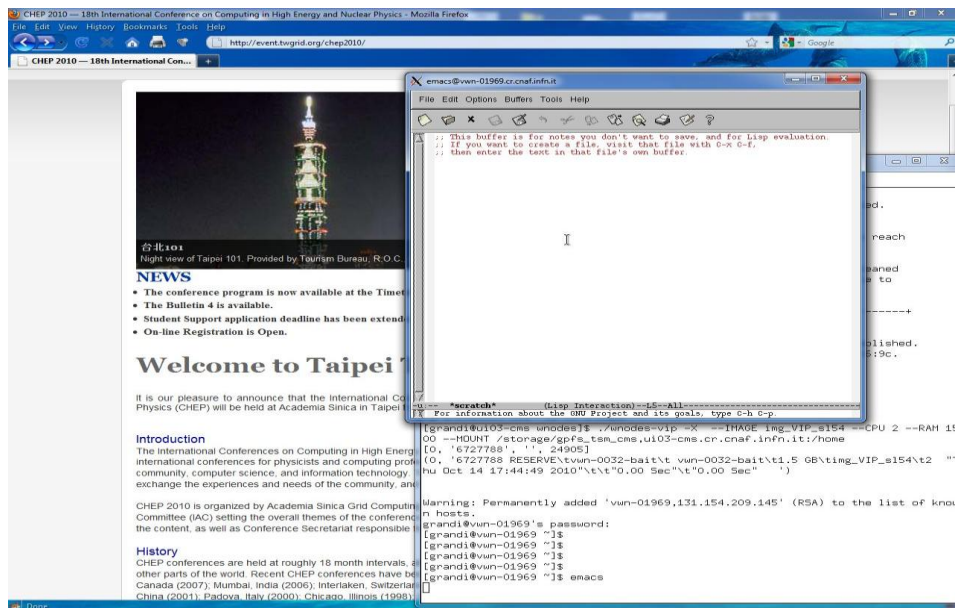 CHEP 2010 — 18th International Conference on Computing in High Energy and Nuclear Physics - Mozilla Firefox
File Edit View History Bookmarks Tools Help
http://event.twgrid.org/chep2010/
Google
CHEP 2010 — 18th International Con...
台北101
Night view of Taipei 101. Provided by Tourism Bureau, R.O.C.
NEWS
• The conference program is now available at the Timet
• The Bulletin 4 is available.
• Student Support application deadline has been extend
• On-line Registration is Open.
Welcome to Taipei
It is our pleasure to announce that the International Co
Physics (CHEP) will be held at Academia Sinica in Taipei
Introduction
The International Conferences on Computing in High Energ
international conferences for physicists and computing prof
community, computer science, and information technology.
exchange the experiences and needs of the community, and
CHEP 2010 is organized by Academia Sinica Grid Computin
Committee (IAC) setting the overall themes of the conferenc
the content, as well as Conference Secretariat responsible
History
CHEP conferences are held at roughly 18 month intervals, a
other parts of the world. Recent CHEP conferences have be
Canada (2007); Mumbai, India (2006); Interlaken, Switzerlan
China (2001); Padova, Italy (2000); Chicago, Illinois (1998)
Done
emacs@vwn-01969.cr.cnaf.infn.it
File Edit Options Buffers Tools Help
;; This buffer is for notes you don't want to save, and for Lisp evaluation.
;; If you want to create a file, visit that file with C-x C-f,
;; then enter the text in that file's own buffer.
-u:-- *scratch* (Lisp Interaction)--L5--All
For information about the GNU Project and its goals, type C-h C-p.
ed.
reach
eaned
to
------+
blished.
:9c.
[grandi@ui03-cms wnodes]$ ./wnodes-vip -X --IMAGE img_VIP_sl54 --CPU 2 --RAM 15
00 --MOUNT /storage/gpfs_tsm_cms,ui03-cms.cr.cnaf.infn.it:/home
[0, '6727788', '', 24905]
(0, '6727788 RESERVE\tvwn-0032-bait\t vwn-0032-bait\t1.5 GB\timg_VIP_sl54\t2 "T
hu Oct 14 17:44:49 2010"\t\t"0.00 Sec"\t"0.00 Sec" ')
Warning: Permanently added 'vwn-01969,131.154.209.145' (RSA) to the list of know
n hosts.
grandi@vwn-01969's password:
[grandi@vwn-01969 ~]$
[grandi@vwn-01969 ~]$
[grandi@vwn-01969 ~]$
[grandi@vwn-01969 ~]$
[grandi@vwn-01969 ~]$ emacs